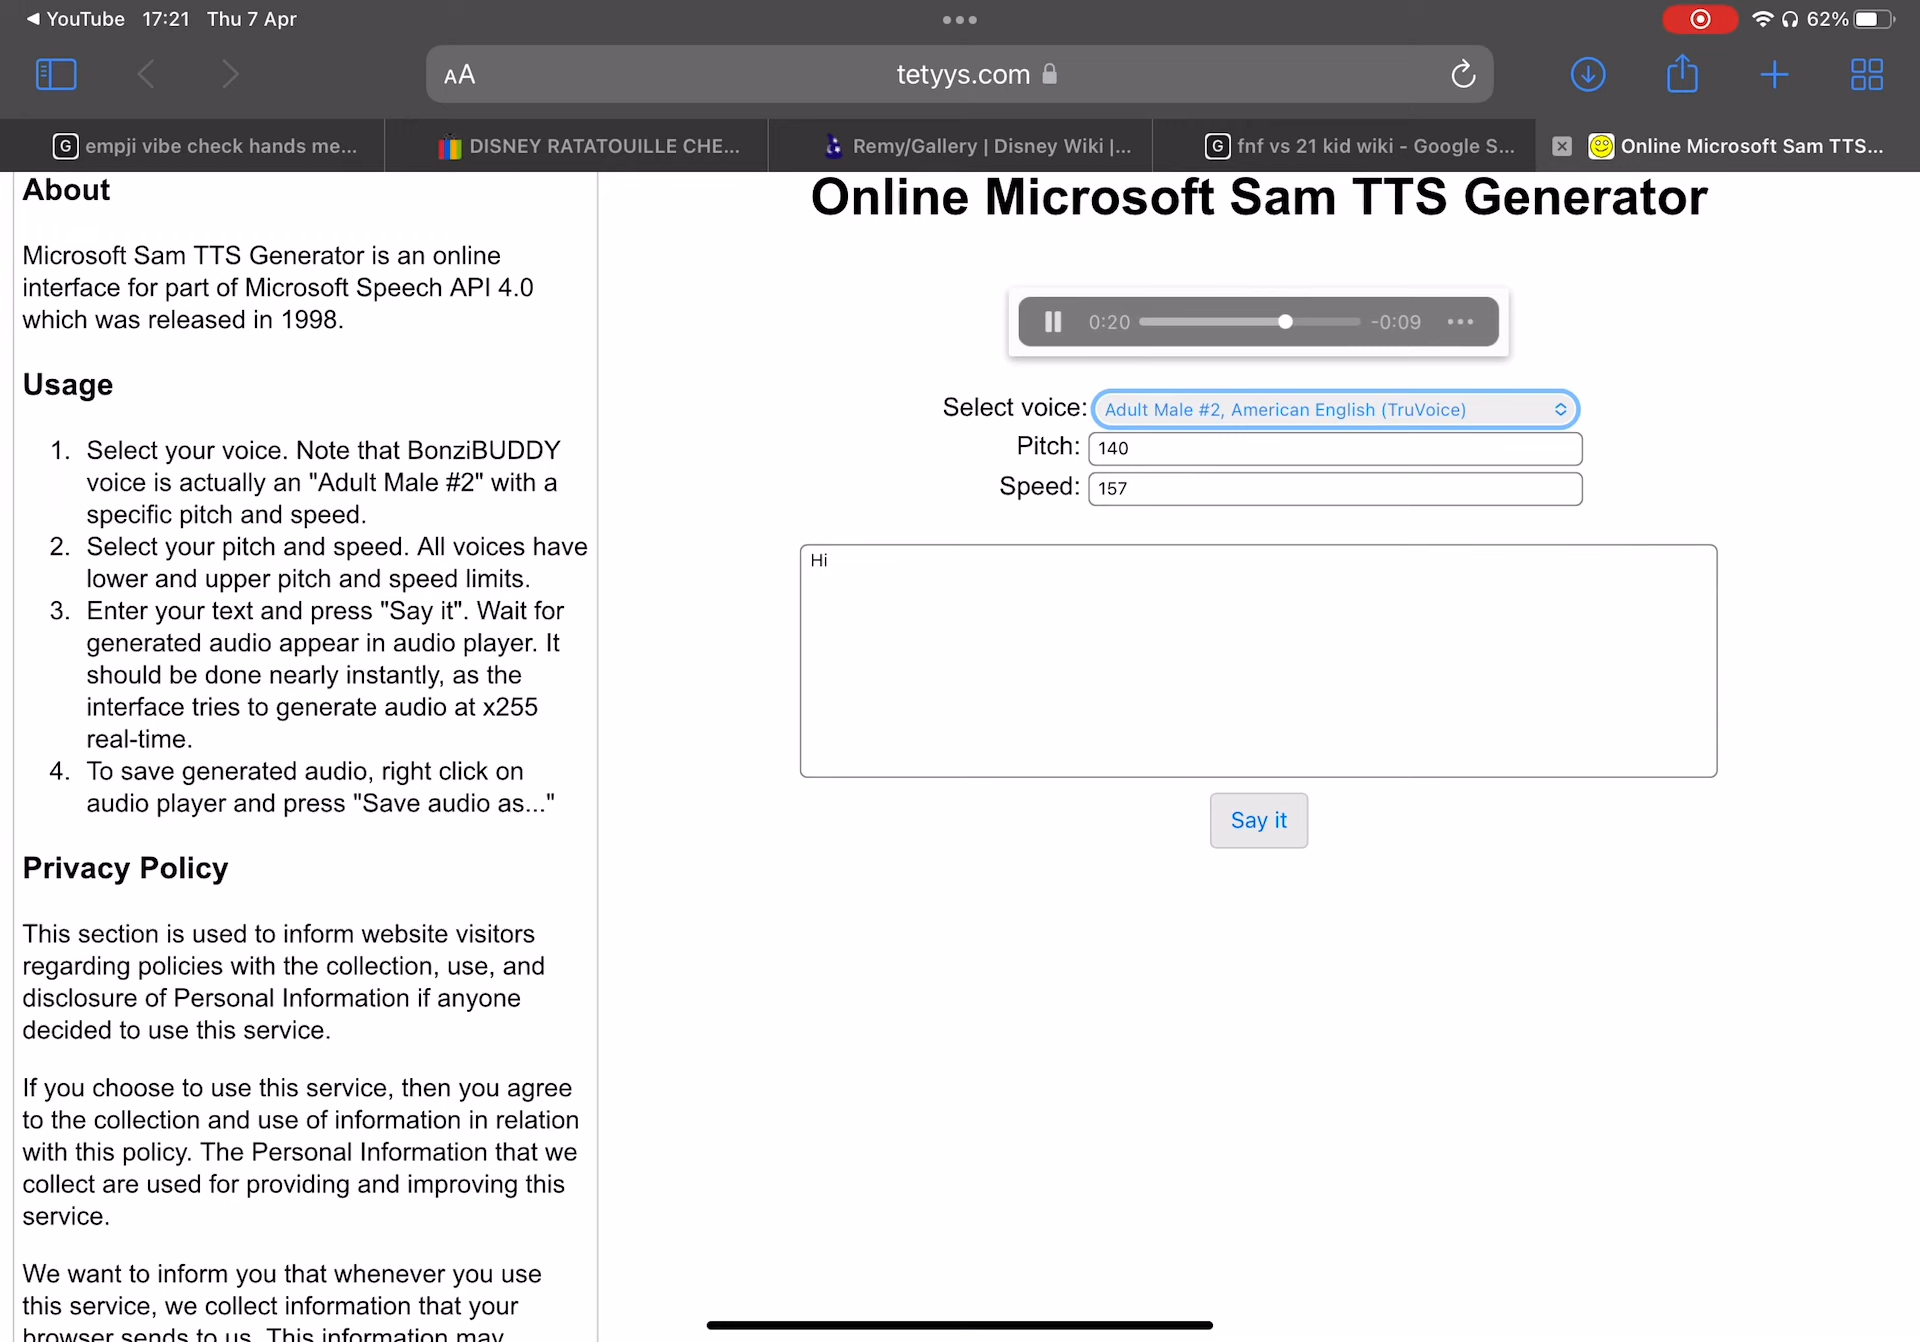 YouTube 17:21 Thu 7 Apr
62%
AA
tetyys.com
G empji vibe check hands me...
DISNEY RATATOUILLE CHE...
Remy/Gallery | Disney Wiki |...
G fnf vs 21 kid wiki - Google S...
Online Microsoft Sam TTS...
About
Microsoft Sam TTS Generator is an online
interface for part of Microsoft Speech API 4.0
which was released in 1998.
Usage
1. Select your voice. Note that BonziBUDDY
voice is actually an "Adult Male #2" with a
specific pitch and speed.
2. Select your pitch and speed. All voices have
lower and upper pitch and speed limits.
3. Enter your text and press "Say it". Wait for
generated audio appear in audio player. It
should be done nearly instantly, as the
interface tries to generate audio at x255
real-time.
4. To save generated audio, right click on
audio player and press "Save audio as..."
Privacy Policy
This section is used to inform website visitors
regarding policies with the collection, use, and
disclosure of Personal Information if anyone
decided to use this service.
If you choose to use this service, then you agree
to the collection and use of information in relation
with this policy. The Personal Information that we
collect are used for providing and improving this
service.
We want to inform you that whenever you use
this service, we collect information that your
browser sends to us. This information may
Online Microsoft Sam TTS Generator
0:20 -0:09
Select voice: Adult Male #2, American English (TruVoice)
Pitch: 140
Speed: 157
Hi
Say it